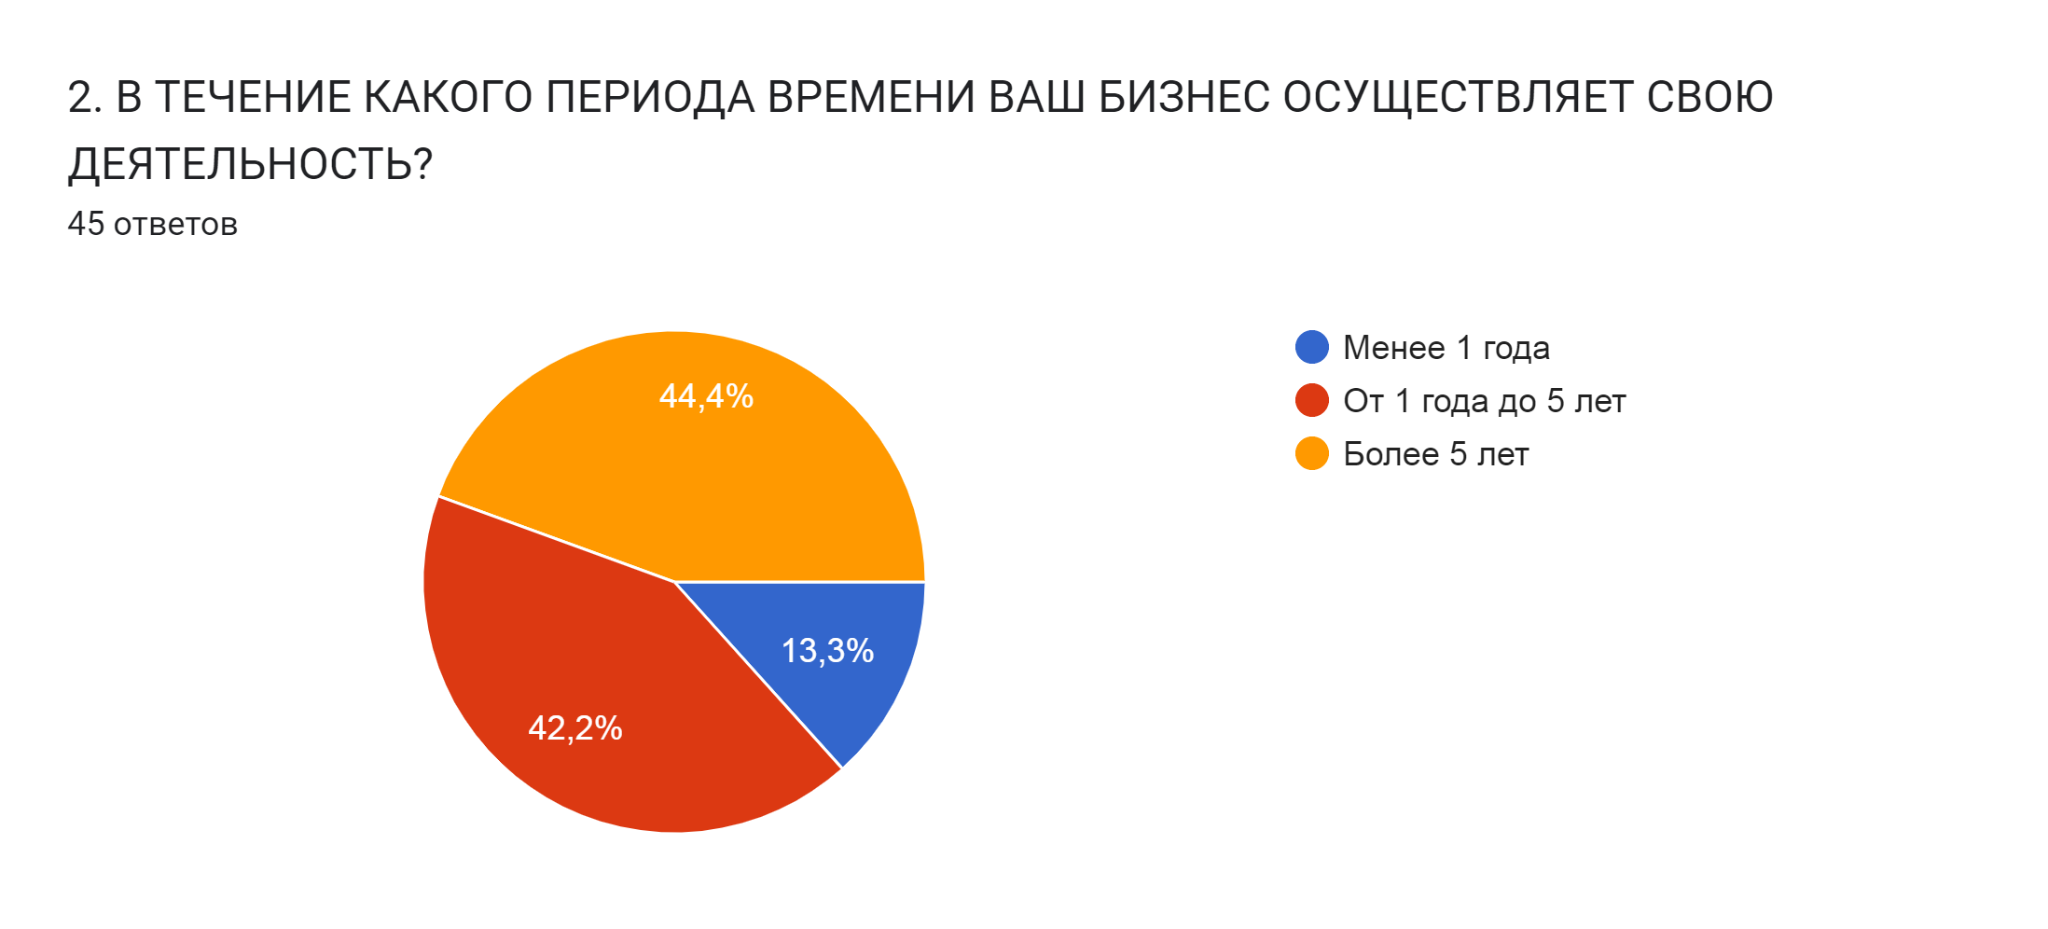 2. В ТЕЧЕНИЕ КАКОГО ПЕРИОДА ВРЕМЕНИ ВАШ БИЗНЕС ОСУЩЕСТВЛЯЕТ СВОЮ
ДЕЯТЕЛЬНОСТЬ?
45 ответов
44,4%
13,3%
42,2%
Менее 1 года
От 1 года до 5 лет
Более 5 лет